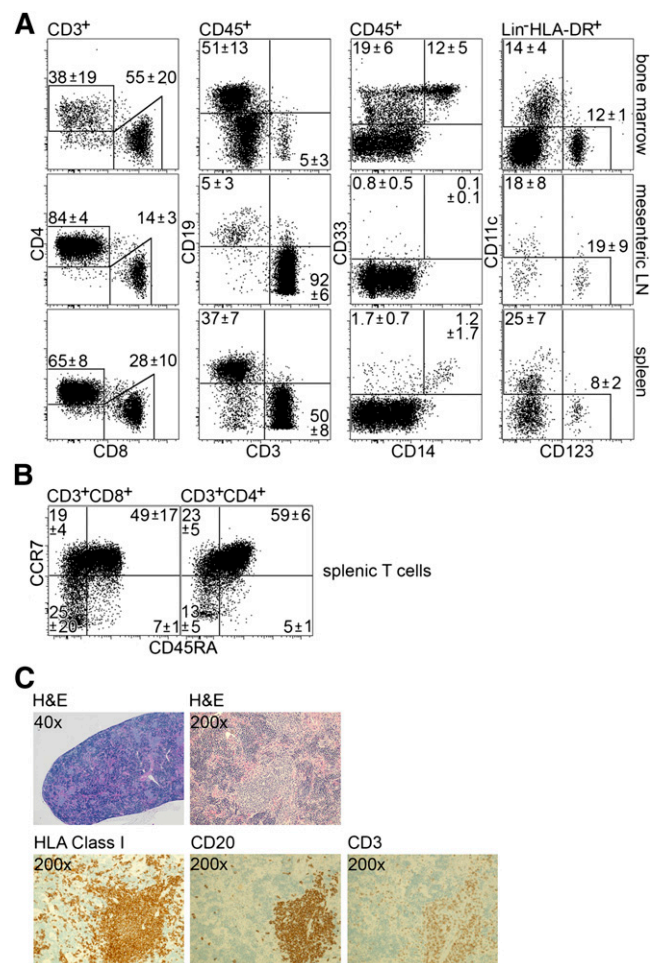 A
CD3⁺ CD45⁺ CD45⁺ Lin⁻HLA-DR⁺
38±19 55±20 51±13 5±3 19±6 12±5 14±4 12±1 bone marrow
84±4 14±3 5±3 92±6 0.8±0.5 0.1±0.1 18±8 19±9 mesenteric LN
CD4 CD19 CD33 CD11c
65±8 28±10 37±7 50±8 1.7±0.7 1.2±1.7 25±7 8±2 spleen
CD8 CD3 CD14 CD123
B
CD3⁺CD8⁺ CD3⁺CD4⁺
19±4 49±17 23±5 59±6
CCR7
splenic T cells
25±20 7±1 13±5 5±1
CD45RA
C
H&E H&E
40x 200x
HLA Class I CD20 CD3
200x 200x 200x